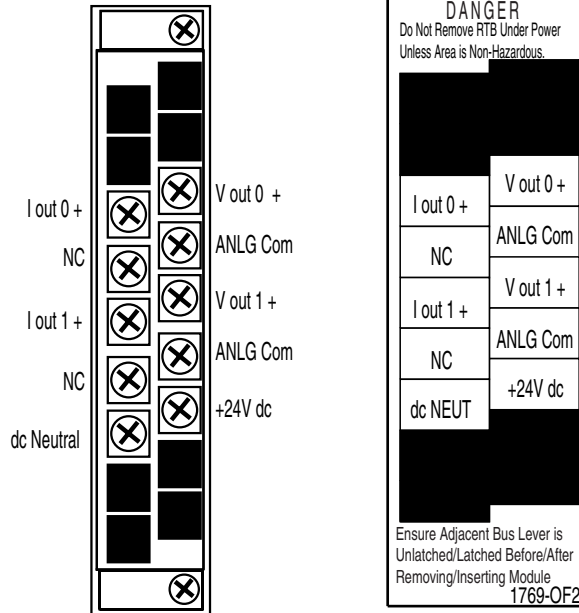 I out 0 +
NC
I out 1 +
NC
dc Neutral
V out 0 +
ANLG Com
V out 1 +
ANLG Com
+24V dc
DANGER
Do Not Remove RTB Under Power
Unless Area is Non-Hazardous.
I out 0 +
NC
I out 1 +
NC
dc NEUT
V out 0 +
ANLG Com
V out 1 +
ANLG Com
+24V dc
Ensure Adjacent Bus Lever is
Unlatched/Latched Before/After
Removing/Inserting Module
1769-OF2